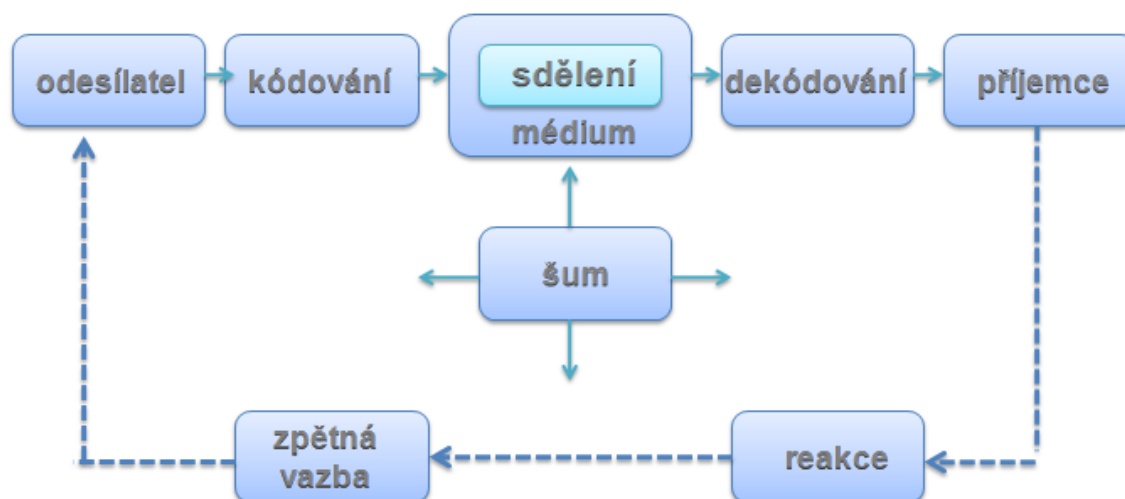 odesílatel
kódování
sdělení
médium
dekódování
příjemce
šum
zpětná
vazba
reakce